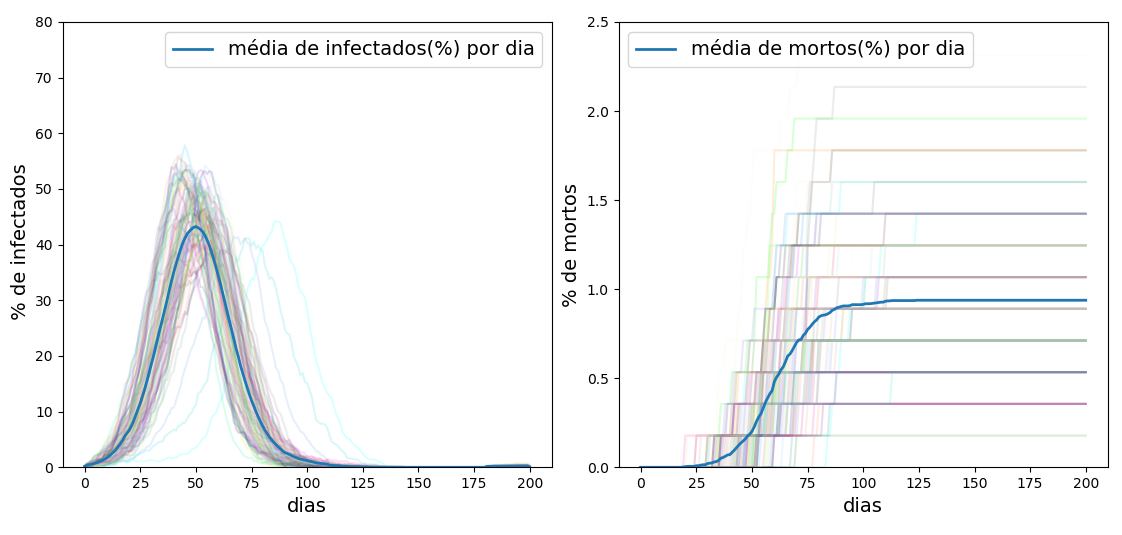 média de infectados(%) por dia
% de infectados
80
70
60
50
40
30
20
10
0
0 25 50 75 100 125 150 175 200
dias
média de mortos(%) por dia
% de mortos
2.5
2.0
1.5
1.0
0.5
0.0
0 25 50 75 100 125 150 175 200
dias